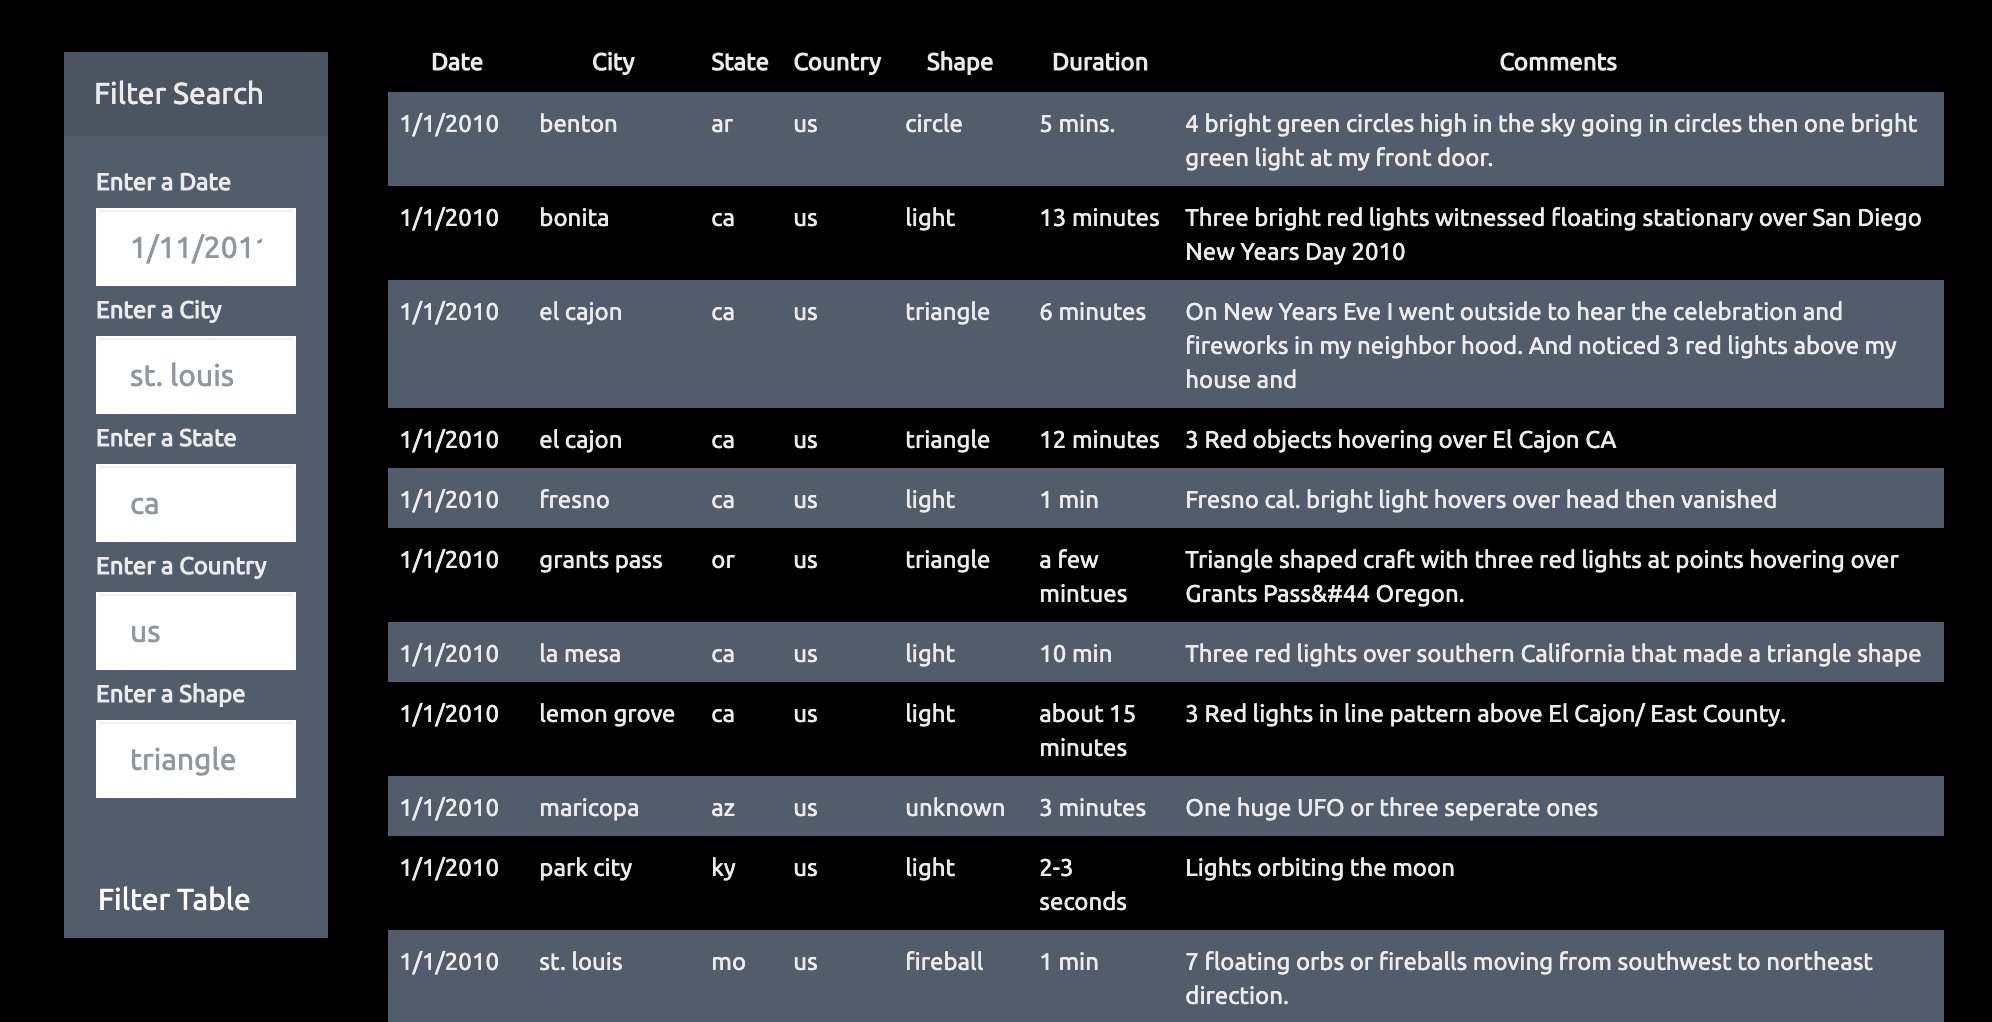 Filter Search
Enter a Date
1/11/2011
Enter a City
st. louis
Enter a State
ca
Enter a Country
us
Enter a Shape
triangle
Filter Table
Date City State Country Shape Duration Comments
1/1/2010 benton ar us circle 5 mins. 4 bright green circles high in the sky going in circles then one bright
green light at my front door.
1/1/2010 bonita ca us light 13 minutes Three bright red lights witnessed floating stationary over San Diego
New Years Day 2010
1/1/2010 el cajon ca us triangle 6 minutes On New Years Eve I went outside to hear the celebration and
fireworks in my neighbor hood. And noticed 3 red lights above my
house and
1/1/2010 el cajon ca us triangle 12 minutes 3 Red objects hovering over El Cajon CA
1/1/2010 fresno ca us light 1 min Fresno cal. bright light hovers over head then vanished
1/1/2010 grants pass or us triangle a few Triangle shaped craft with three red lights at points hovering over
mintues Grants Pass&#44 Oregon.
1/1/2010 la mesa ca us light 10 min Three red lights over southern California that made a triangle shape
1/1/2010 lemon grove ca us light about 15 3 Red lights in line pattern above El Cajon/ East County.
minutes
1/1/2010 maricopa az us unknown 3 minutes One huge UFO or three seperate ones
1/1/2010 park city ky us light 2-3 Lights orbiting the moon
seconds
1/1/2010 st. louis mo us fireball 1 min 7 floating orbs or fireballs moving from southwest to northeast
direction.